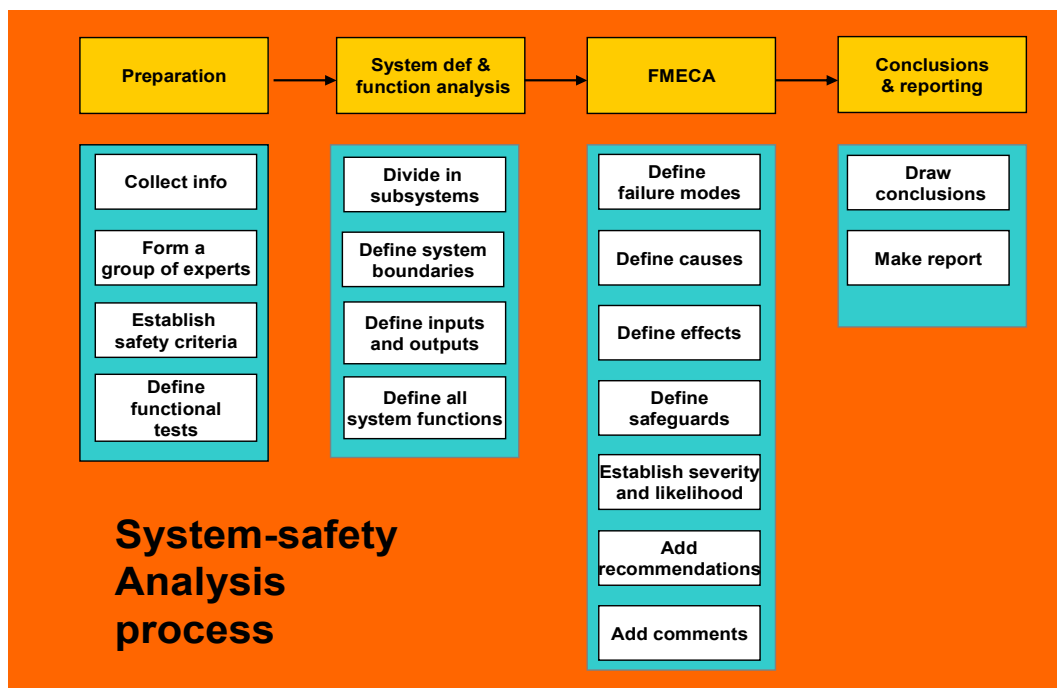 Preparation
System def &
function analysis
FMECA
Conclusions
& reporting
Collect info
Form a
group of experts
Establish
safety criteria
Define
functional
tests
Divide in
subsystems
Define system
boundaries
Define inputs
and outputs
Define all
system functions
Define
failure modes
Define causes
Define effects
Define
safeguards
Establish severity
and likelihood
Add
recommendations
Add comments
Draw
conclusions
Make report
System-safety
Analysis
process